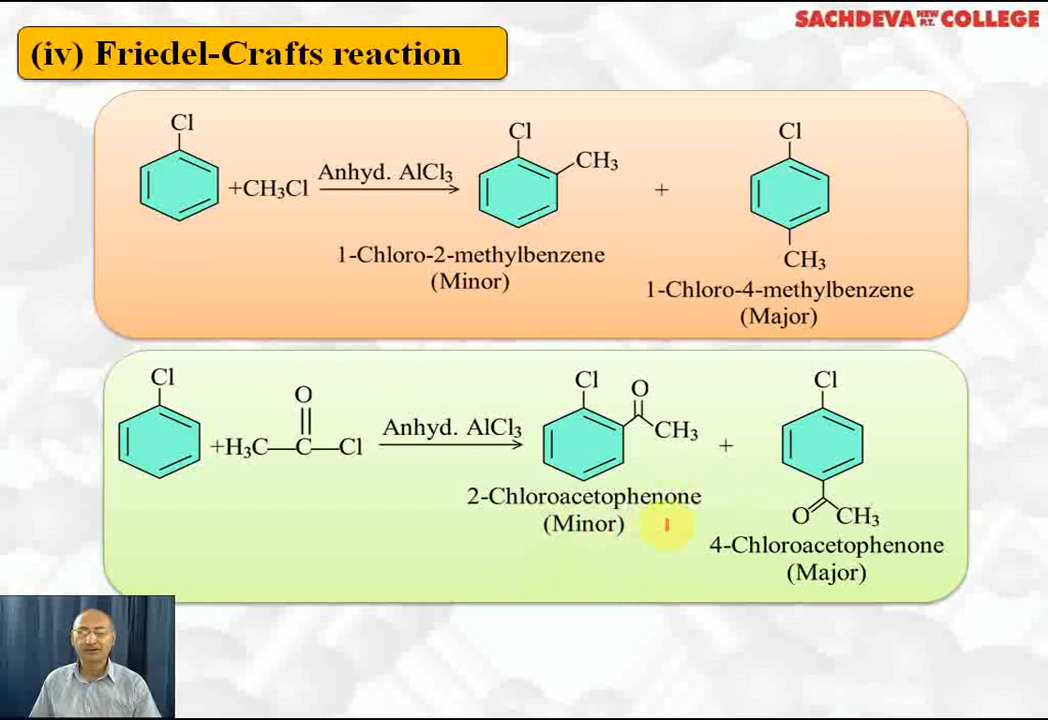 SACHDEVA NEW P.T. COLLEGE
(iv) Friedel-Crafts reaction
Cl
+CH₃Cl
Anhyd. AlCl₃
Cl
CH₃
+
Cl
CH₃
1-Chloro-2-methylbenzene
(Minor)
1-Chloro-4-methylbenzene
(Major)
Cl
O
+H₃C—C—Cl
Anhyd. AlCl₃
Cl
O
CH₃
+
Cl
O
CH₃
2-Chloroacetophenone
(Minor)
4-Chloroacetophenone
(Major)